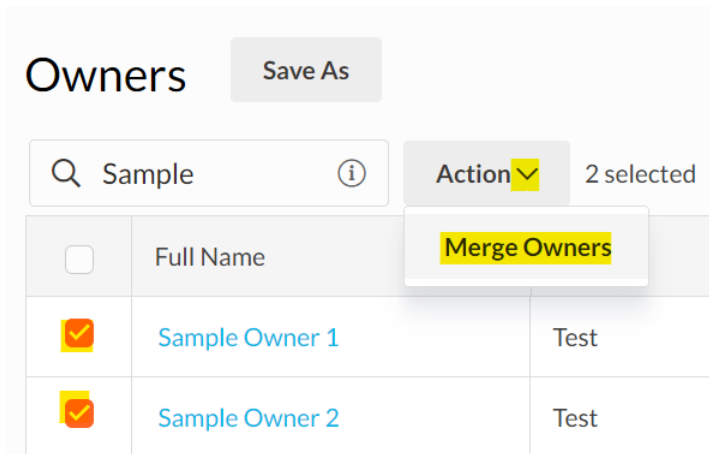 Owners
Save As
Sample
Action
2 selected
Merge Owners
Full Name
Sample Owner 1
Test
Sample Owner 2
Test